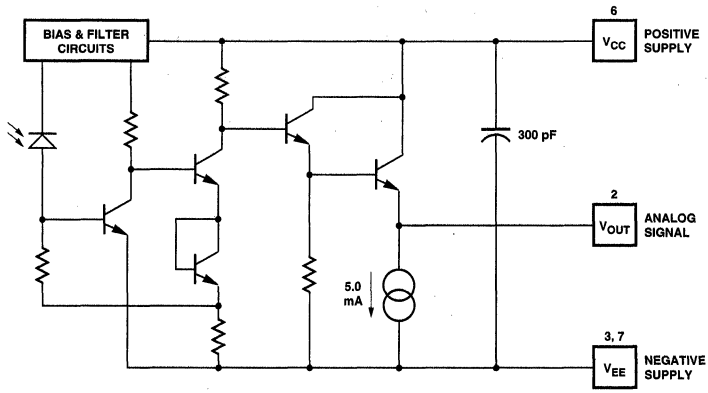 6
BIAS & FILTER
CIRCUITS
VCC
POSITIVE
SUPPLY
300 pF
2
VOUT
ANALOG
SIGNAL
5.0
mA
3, 7
VEE
NEGATIVE
SUPPLY